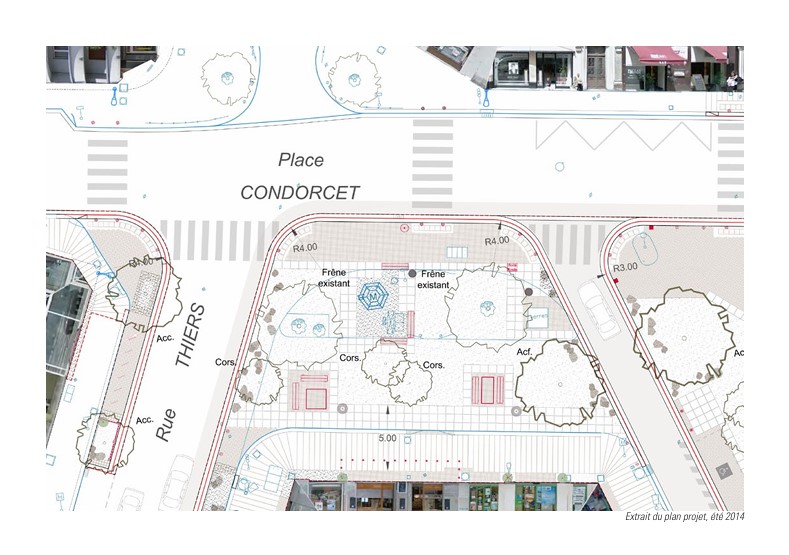 Place
CONDORCET
R4.00
R4.00
R3.00
Frêne
existant
Frêne
existant
M
Rue THIERS
Acc.
Acc.
Cors.
Cors.
Cors.
Acf.
5.00
Extrait du plan projet, été 2014